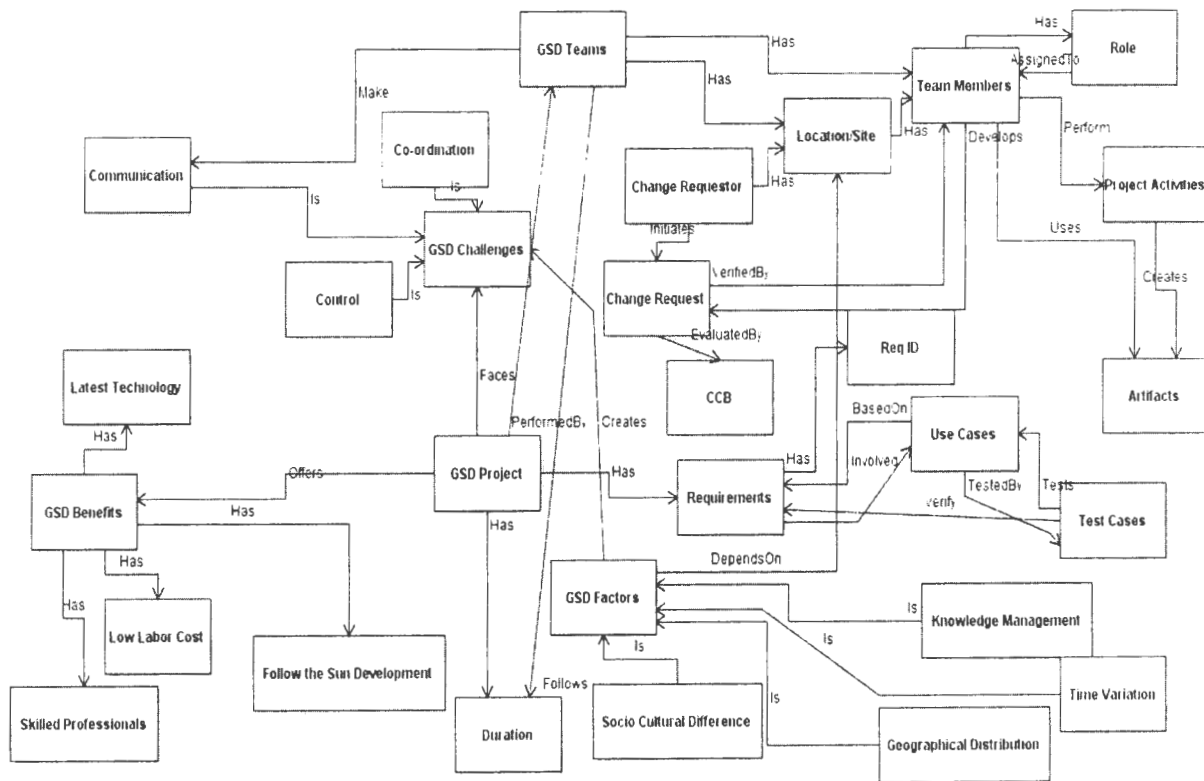 GSD Teams
Has
Has
Role
AssignedTo
Team Members
Has
Make
Has
Location/Site
Has
Develops
Perform
Co-ordination
Communication
Is
Change Requestor
Has
Project Activities
Is
GSD Challenges
Initiates
Uses
Control
Is
Change Request
VerifiedBy
Creates
EvaluatedBy
Req ID
Latest Technology
Faces
CCB
Artifacts
Has
PerformedBy
Creates
BasedOn
Use Cases
Offers
GSD Project
Has
Has
Involved
GSD Benefits
Has
Requirements
TestedBy
Tests
Has
Verify
Test Cases
Has
DependsOn
Has
GSD Factors
Low Labor Cost
Is
Knowledge Management
Is
Is
Follow the Sun Development
Follows
Time Variation
Skilled Professionals
Duration
Socio Cultural Difference
Is
Geographical Distribution